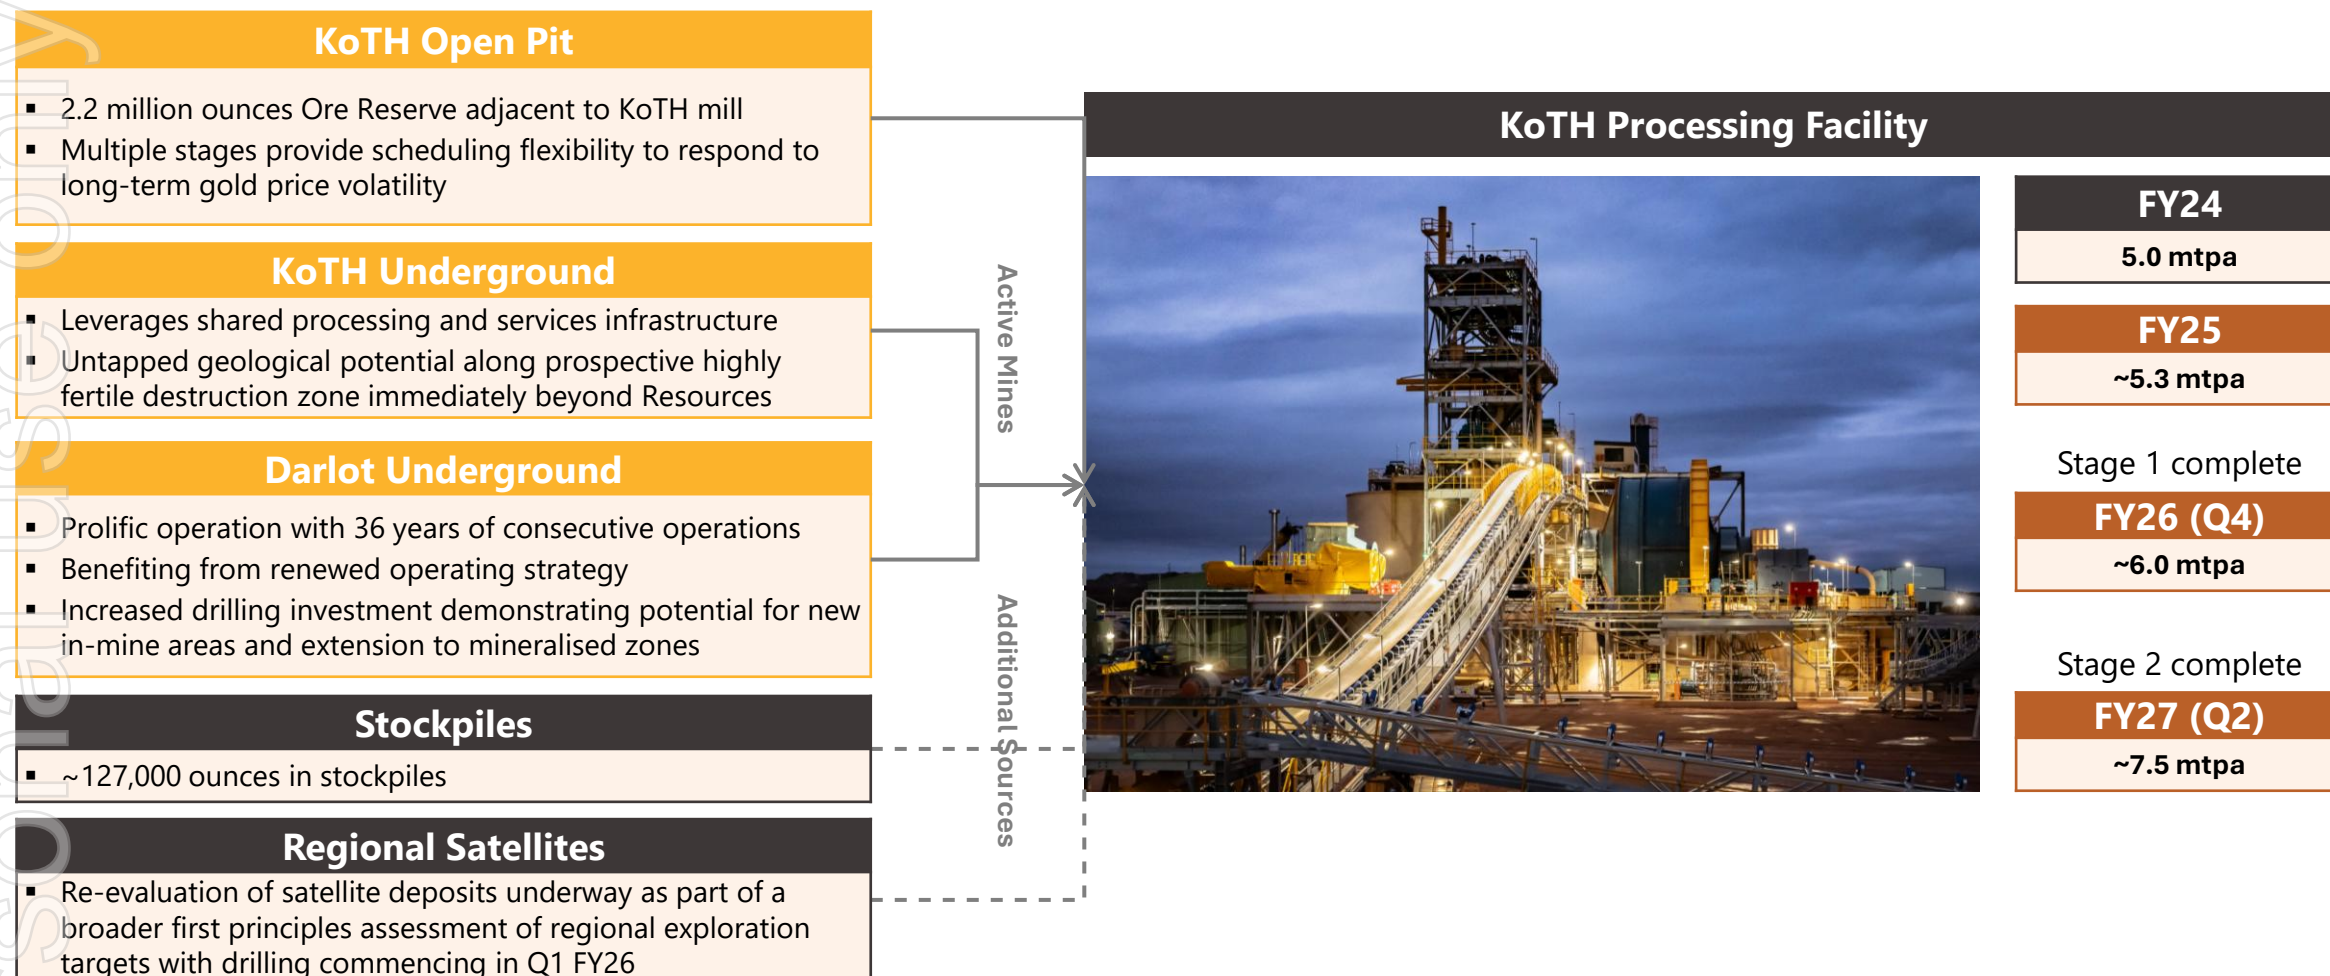 KoTH Open Pit
▪ 2.2 million ounces Ore Reserve adjacent to KoTH mill
▪ Multiple stages provide scheduling flexibility to respond to
long-term gold price volatility
KoTH Underground
▪ Leverages shared processing and services infrastructure
▪ Untapped geological potential along prospective highly
fertile destruction zone immediately beyond Resources
Darlot Underground
▪ Prolific operation with 36 years of consecutive operations
▪ Benefiting from renewed operating strategy
▪ Increased drilling investment demonstrating potential for new
in-mine areas and extension to mineralised zones
Stockpiles
▪ ~127,000 ounces in stockpiles
Regional Satellites
▪ Re-evaluation of satellite deposits underway as part of a
broader first principles assessment of regional exploration
targets with drilling commencing in Q1 FY26
Active Mines
Additional Sources
KoTH Processing Facility
FY24
5.0 mtpa
FY25
~5.3 mtpa
Stage 1 complete
FY26 (Q4)
~6.0 mtpa
Stage 2 complete
FY27 (Q2)
~7.5 mtpa
use only